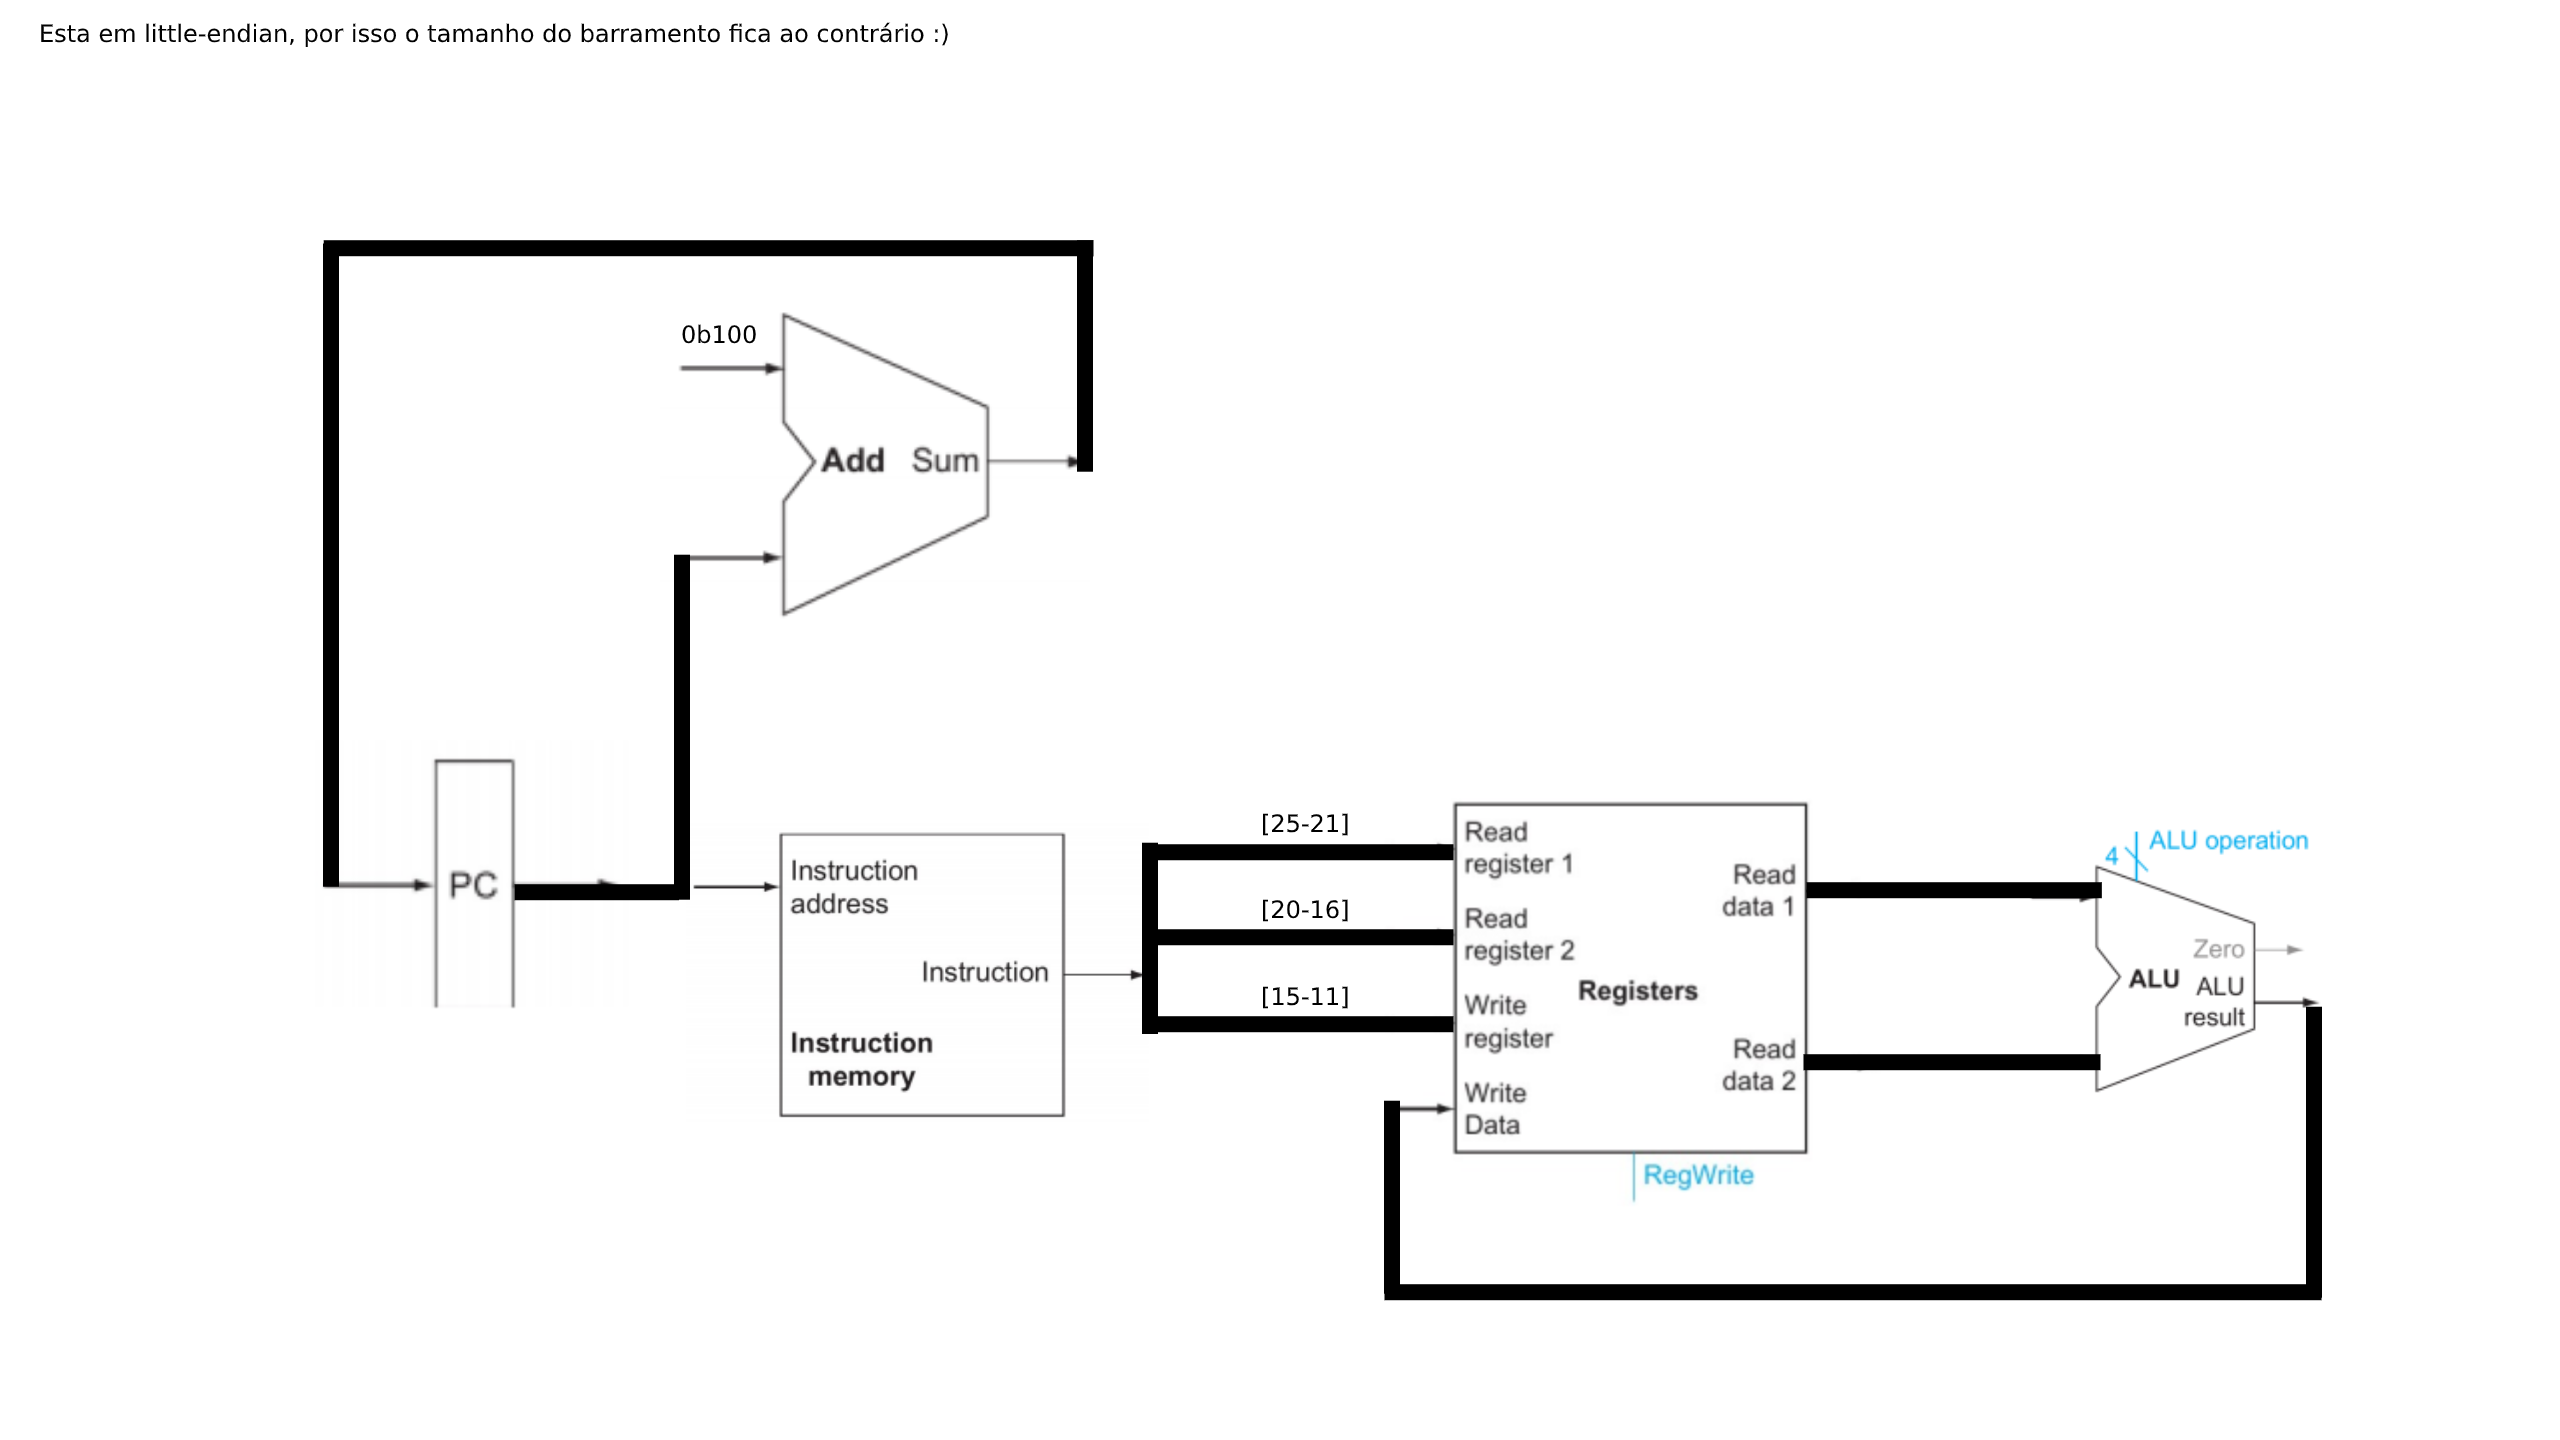 Esta em little-endian, por isso o tamanho do barramento fica ao contrário :)
0b100
Add Sum
PC
Instruction
address
Instruction
Instruction
memory
[25-21]
[20-16]
[15-11]
Read
register 1
Read
register 2
Write
register
Write
Data
Registers
Read
data 1
Read
data 2
RegWrite
4
ALU operation
Zero
ALU
ALU
result